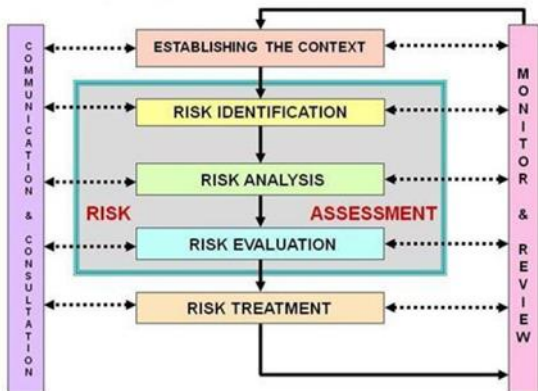 ESTABLISHING THE CONTEXT
RISK IDENTIFICATION
RISK ANALYSIS
RISK ASSESSMENT
RISK EVALUATION
RISK TREATMENT
COMMUNICATION & CONSULTATION
MONITOR & REVIEW